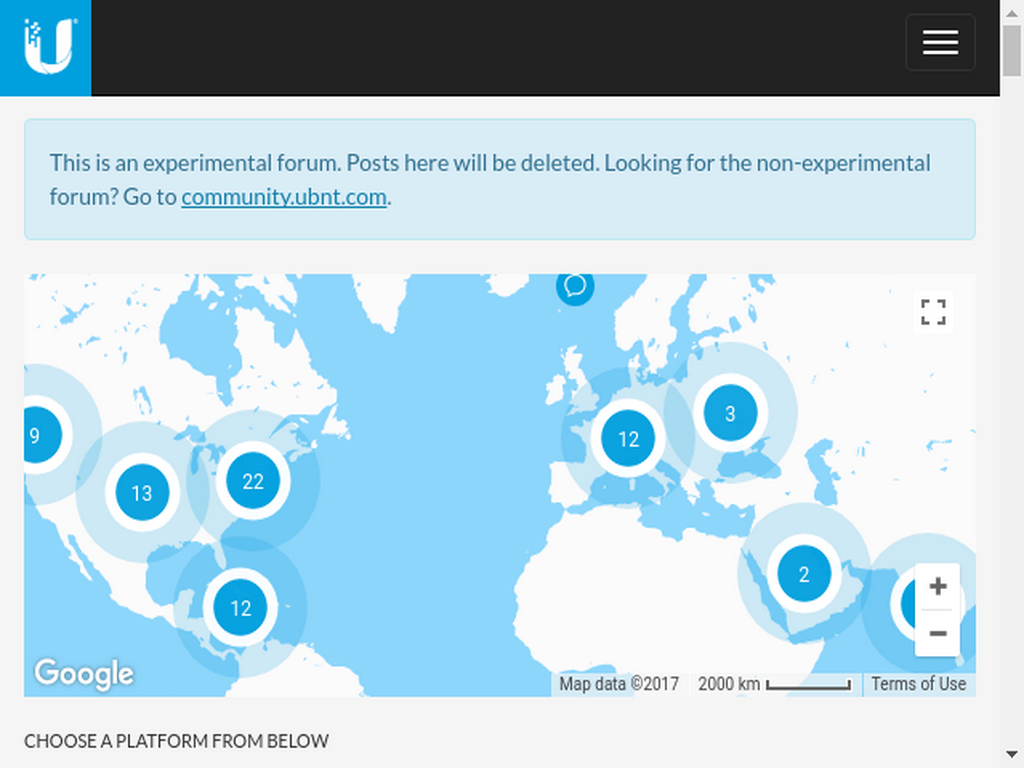 This is an experimental forum. Posts here will be deleted. Looking for the non-experimental
forum? Go to community.ubnt.com.
9
13
22
12
3
12
2
Google
Map data ©2017
2000 km
Terms of Use
CHOOSE A PLATFORM FROM BELOW